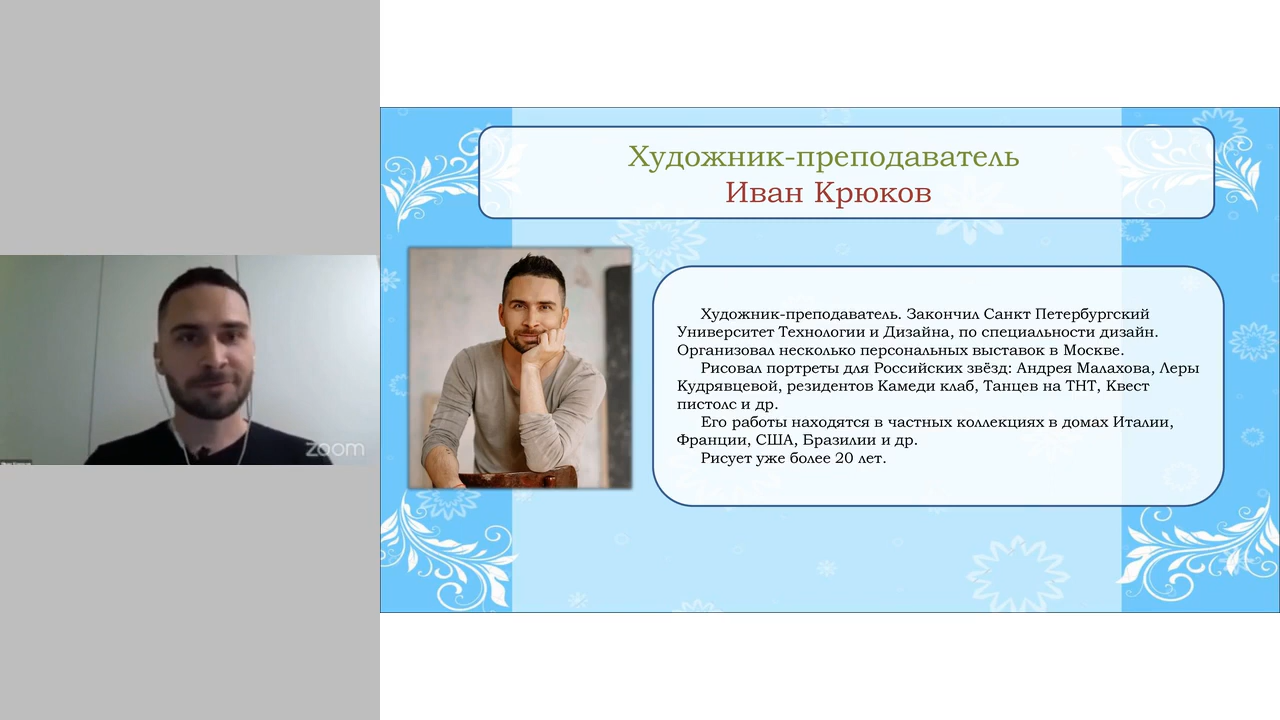 Художник-преподаватель
Иван Крюков
Художник-преподаватель. Закончил Санкт Петербургский
Университет Технологии и Дизайна, по специальности дизайн.
Организовал несколько персональных выставок в Москве.
Рисовал портреты для Российских звёзд: Андрея Малахова, Леры
Кудрявцевой, резидентов Камеди клаб, Танцев на ТНТ, Квест
пистолс и др.
Его работы находятся в частных коллекциях в домах Италии,
Франции, США, Бразилии и др.
Рисует уже более 20 лет.
zoom